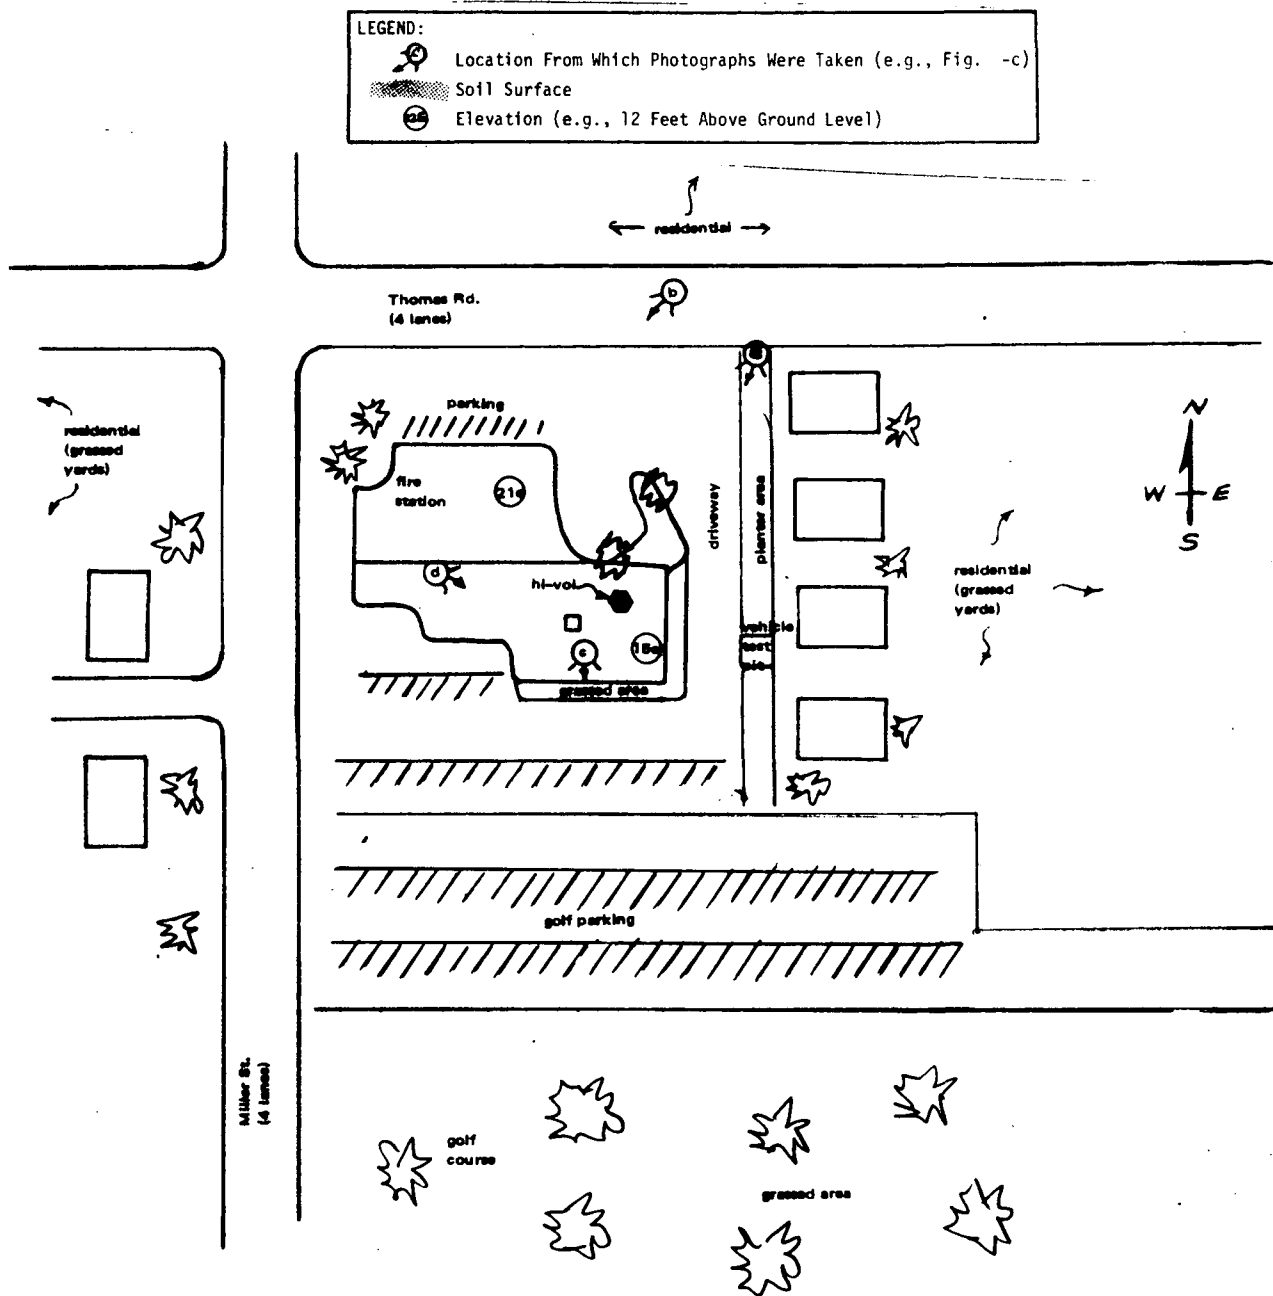 LEGEND:
c Location From Which Photographs Were Taken (e.g., Fig. -c)
Soil Surface
Elevation (e.g., 12 Feet Above Ground Level)
residential
b
Thomas Rd.
(4 lanes)
parking
residential
(grassed
yards)
fire
station
21e
driveway
planter area
N
W E
S
d
hi-vol
residential
(grassed
yards)
c
vehicle
test
grassed area
golf parking
Miller St.
(4 lanes)
golf
course
grassed area